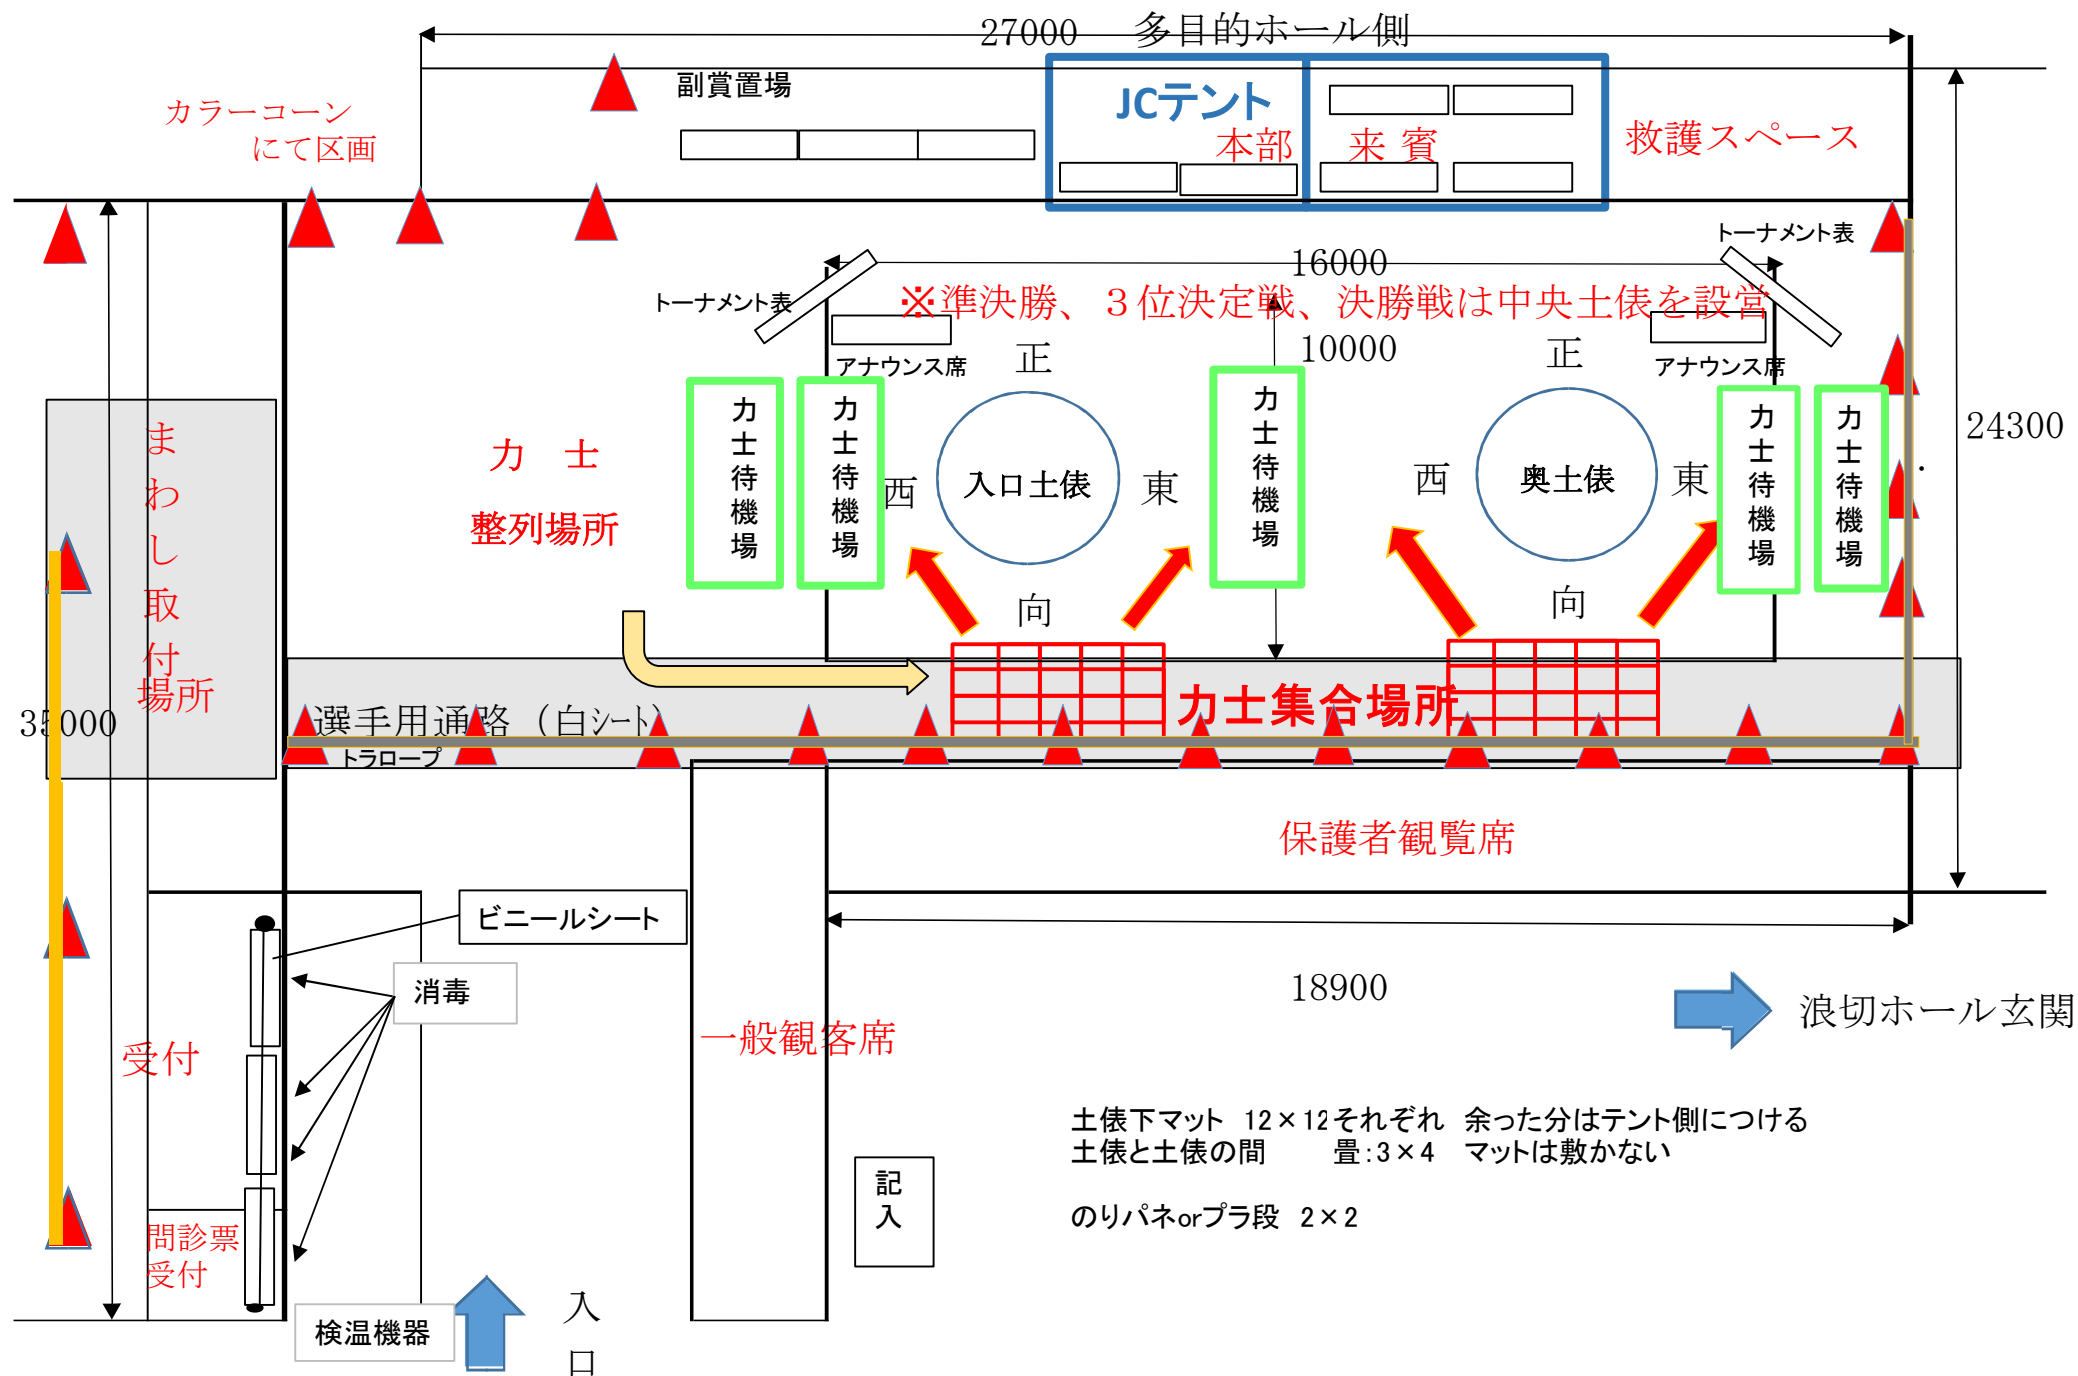 27000
多目的ホール側
副賞置場
JCテント
本部
来 賓
救護スペース
カラーコーン
にて区画
トーナメント表
16000
トーナメント表
※準決勝、３位決定戦、決勝戦は中央土俵を設営
アナウンス席
10000
アナウンス席
正
正
24300
まわし取付
場所
力 士
整列場所
力士待機場
力士待機場
西
入口土俵
東
力士待機場
西
奥土俵
東
力士待機場
力士待機場
向
向
35000
選手用通路（白シート）
力士集合場所
トラロープ
保護者観覧席
ビニールシート
消毒
18900
浪切ホール玄関
受付
一般観客席
土俵下マット 12×12それぞれ 余った分はテント側につける
土俵と土俵の間 畳：3×4 マットは敷かない
のりパネorプラ段 2×2
記入
問診票
受付
検温機器
入口